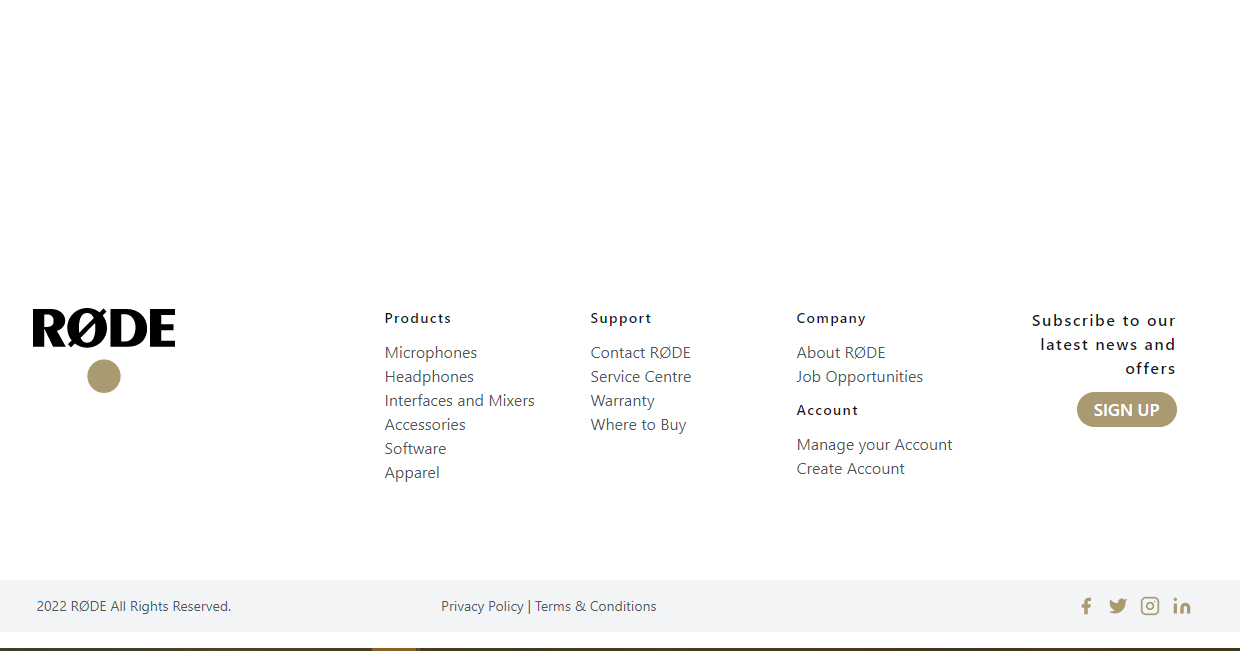 RØDE
Products
Microphones
Headphones
Interfaces and Mixers
Accessories
Software
Apparel
Support
Contact RØDE
Service Centre
Warranty
Where to Buy
Company
About RØDE
Job Opportunities
Account
Manage your Account
Create Account
Subscribe to our
latest news and
offers
SIGN UP
2022 RØDE All Rights Reserved.
Privacy Policy | Terms & Conditions